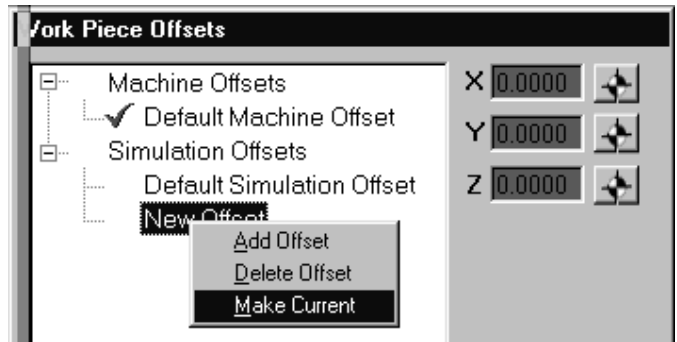 Work Piece Offsets
Machine Offsets
Default Machine Offset
Simulation Offsets
Default Simulation Offset
New Offset
Add Offset
Delete Offset
Make Current
X 0.0000
Y 0.0000
Z 0.0000